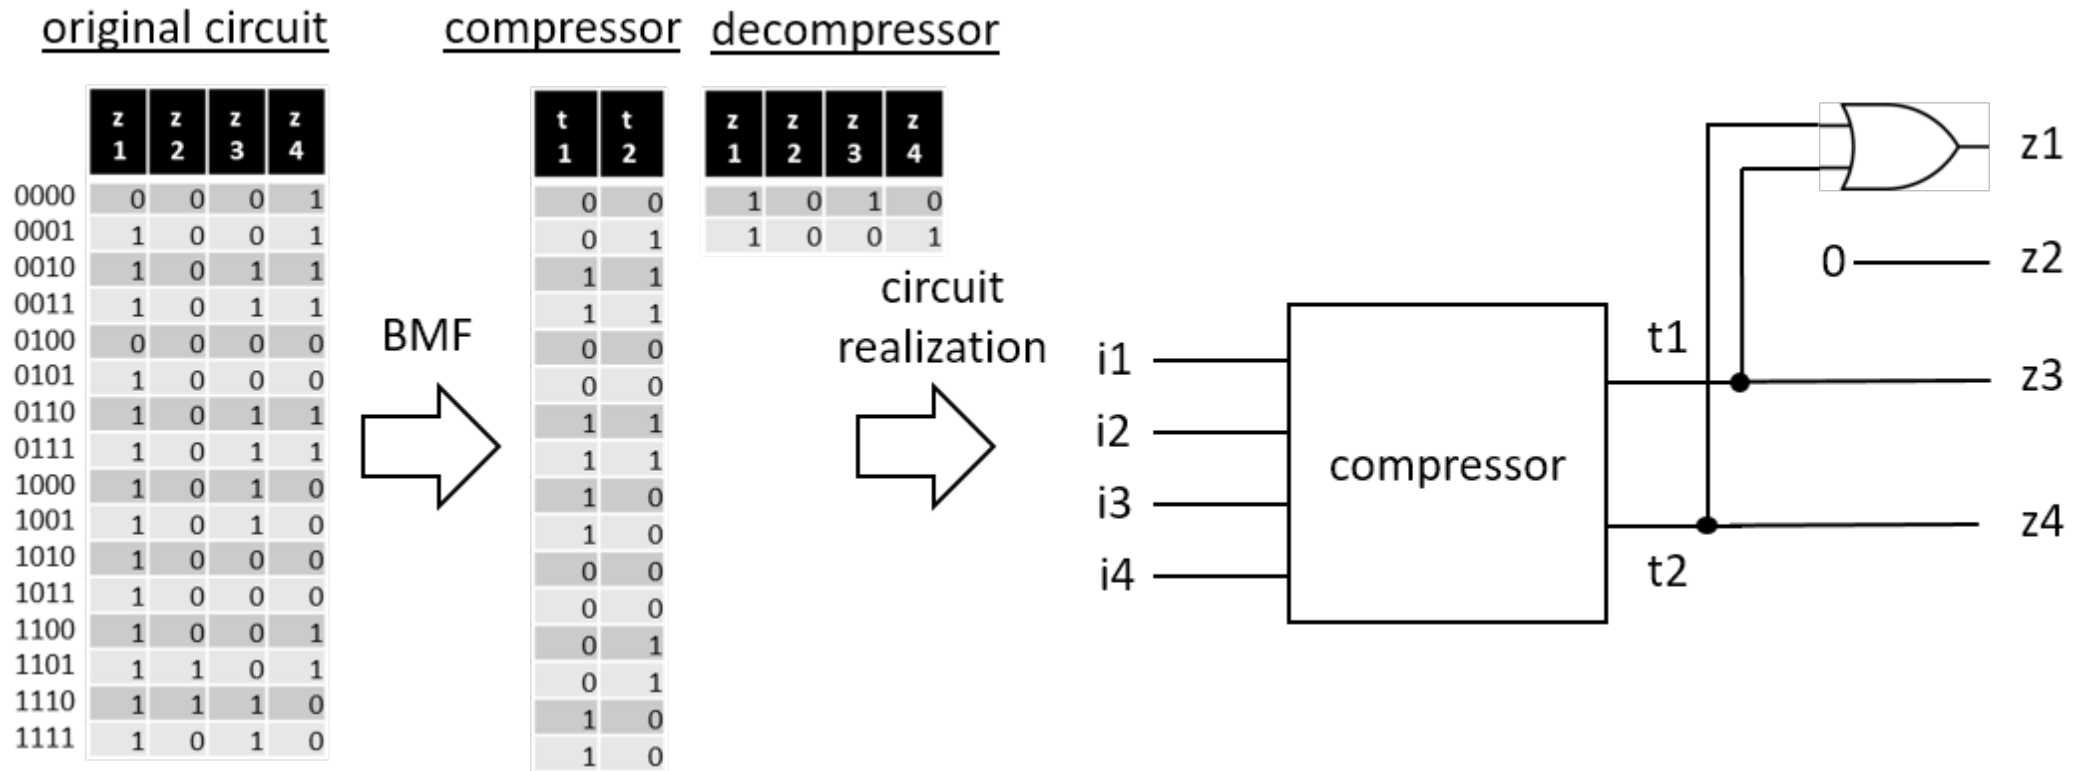 original circuit
z1 z2 z3 z4
0000 0 0 0 1
0001 1 0 0 1
0010 1 0 1 1
0011 1 0 1 1
0100 0 0 0 0
0101 1 0 0 0
0110 1 0 1 1
0111 1 0 1 1
1000 1 0 1 0
1001 1 0 1 0
1010 1 0 0 0
1011 1 0 0 0
1100 1 0 0 1
1101 1 1 0 1
1110 1 1 1 0
1111 1 0 1 0
BMF
compressor
t1 t2
0 0
0 1
1 1
1 1
0 0
0 0
1 1
1 1
1 0
1 0
0 0
0 0
0 1
0 1
1 0
1 0
decompressor
z1 z2 z3 z4
1 0 1 0
1 0 0 1
circuit
realization
i1
i2
i3
i4
compressor
t1
t2
z1
0 z2
z3
z4